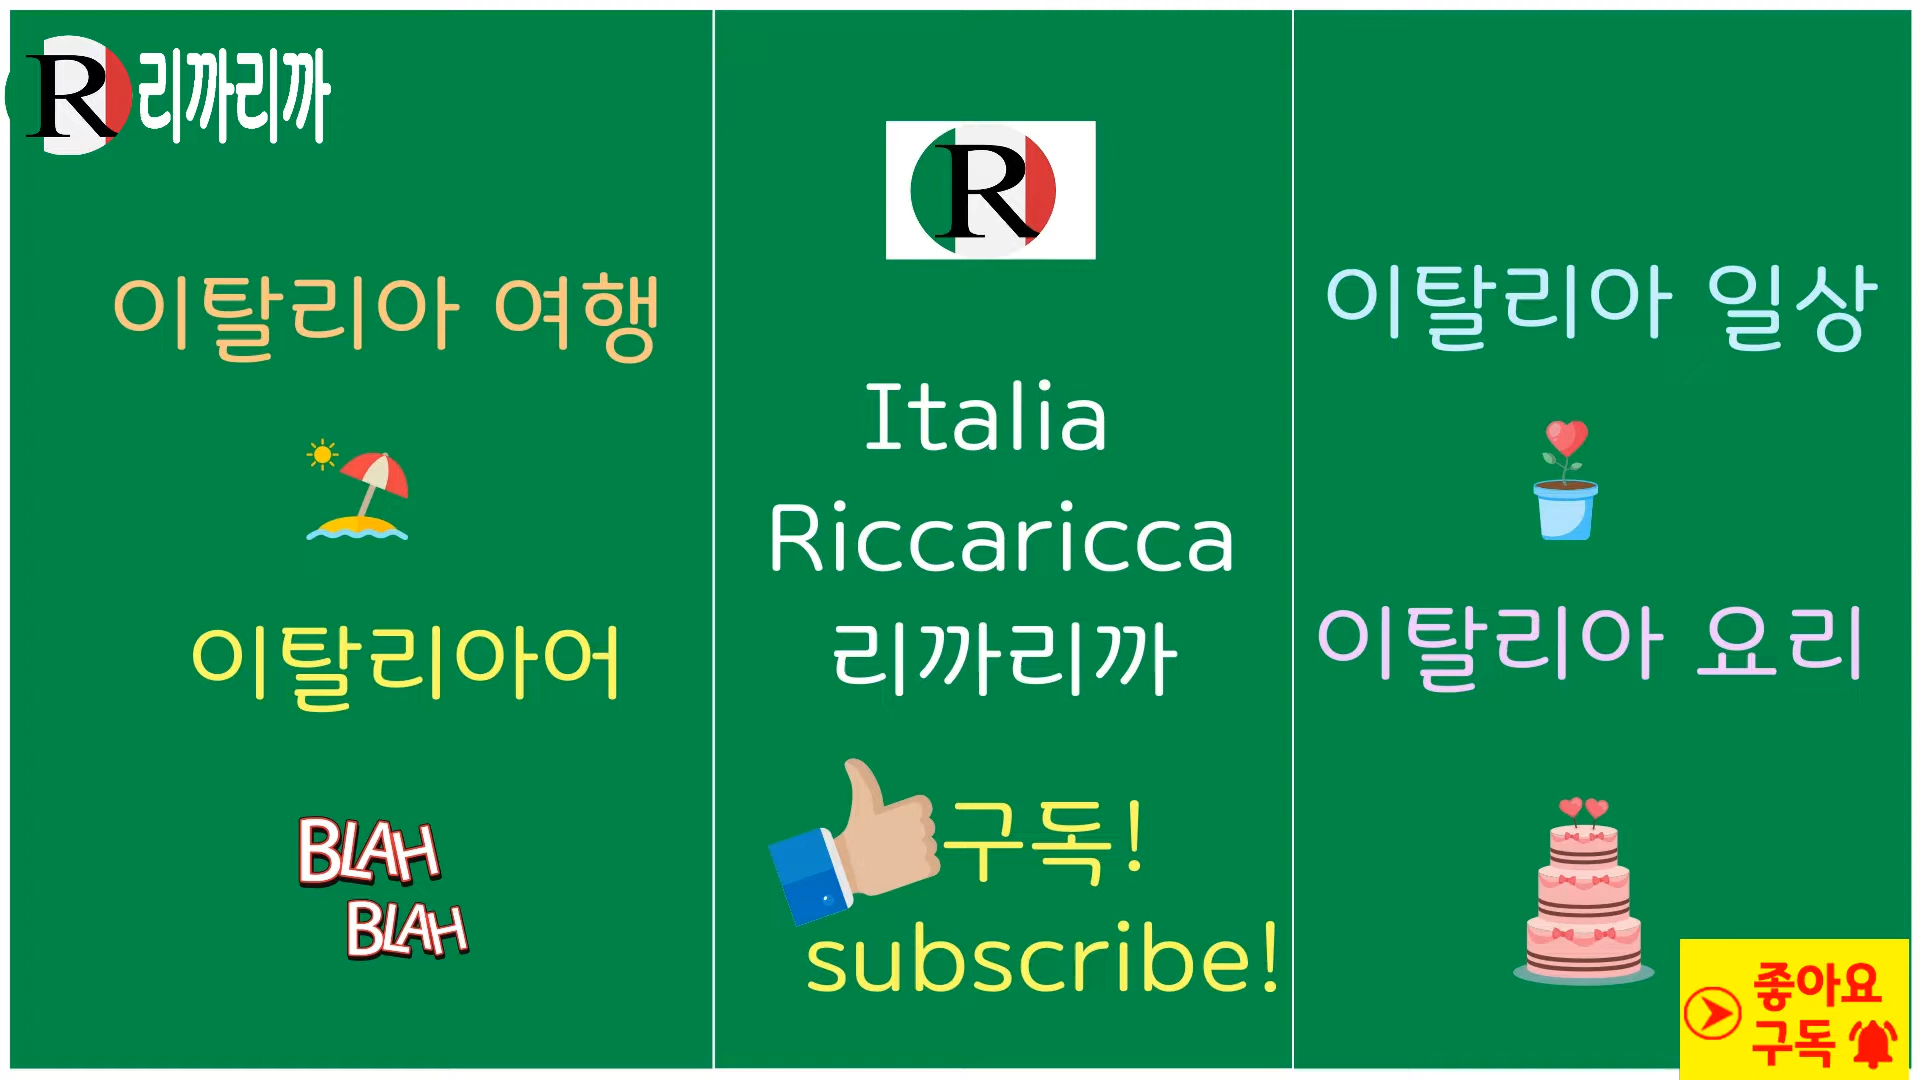 R 리까리까
이탈리아 여행
이탈리아어
BLAH
BLAH
R
Italia
Riccaricca
리까리까
구독!
subscribe!
이탈리아 일상
이탈리아 요리
좋아요
구독